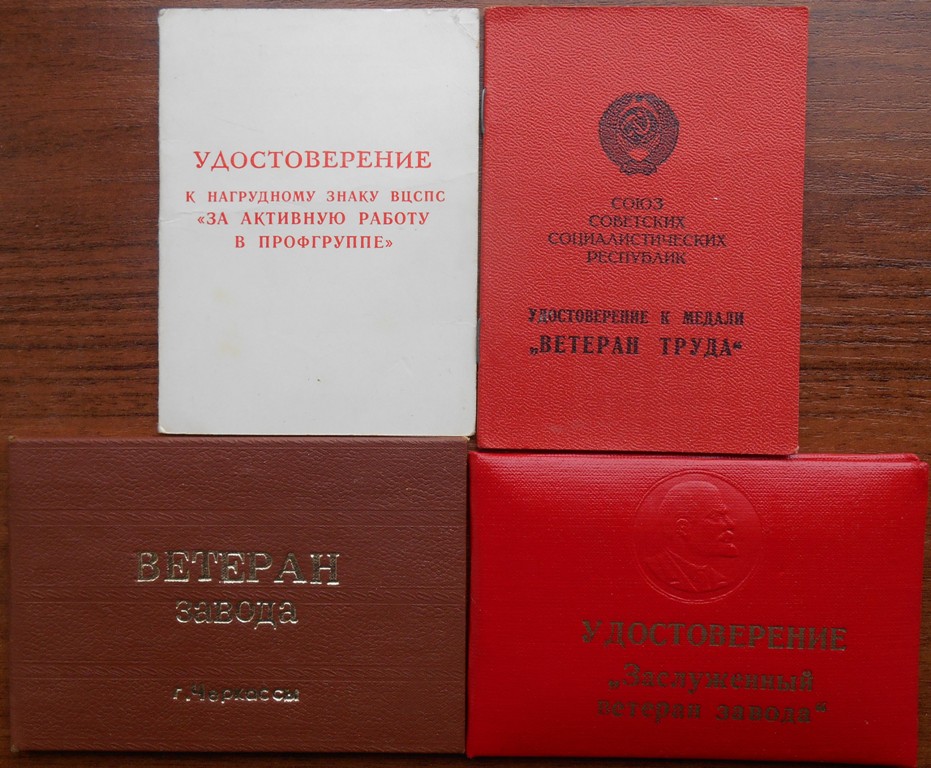 УДОСТОВЕРЕНИЕ
К НАГРУДНОМУ ЗНАКУ ВЦСПС
«ЗА АКТИВНУЮ РАБОТУ
В ПРОФГРУППЕ»
СОЮЗ
СОВЕТСКИХ
СОЦИАЛИСТИЧЕСКИХ
РЕСПУБЛИК
УДОСТОВЕРЕНИЕ К МЕДАЛИ
„ВЕТЕРАН ТРУДА“
ВЕТЕРАН
завода
г. Черкассы
УДОСТОВЕРЕНИЕ
„Заслуженный
ветеран завода“